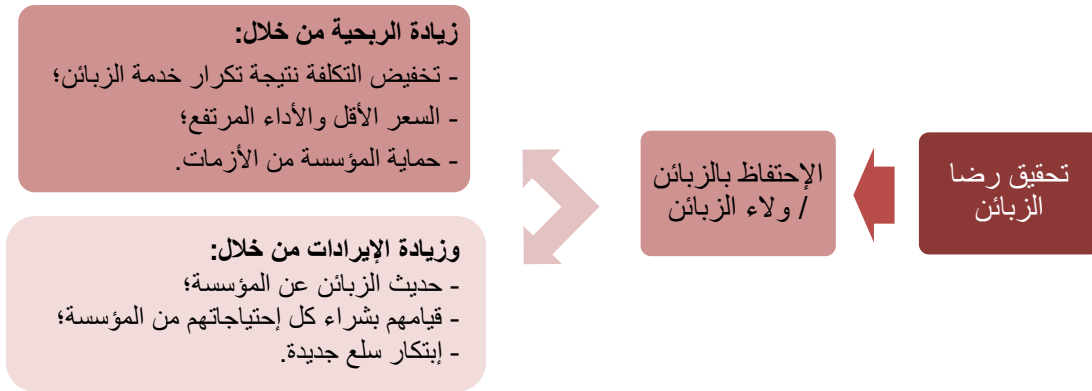 تحقيق رضا
الزبائن
الإحتفاظ بالزبائن
/ ولاء الزبائن
زيادة الربحية من خلال:
- تخفيض التكلفة نتيجة تكرار خدمة الزبائن؛
- السعر الأقل والأداء المرتفع؛
- حماية المؤسسة من الأزمات.
وزيادة الإيرادات من خلال:
- حديث الزبائن عن المؤسسة؛
- قيامهم بشراء كل إحتياجاتهم من المؤسسة؛
- إبتكار سلع جديدة.